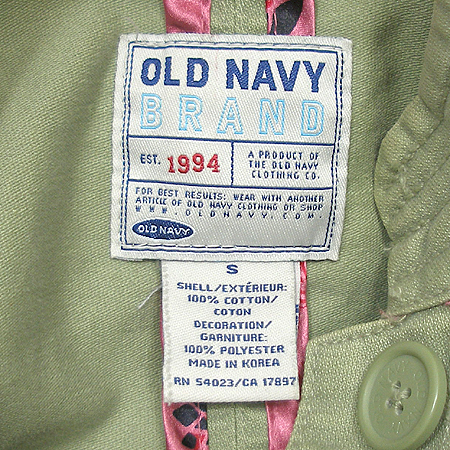 OLD NAVY
BRAND
EST. 1994
A PRODUCT OF
THE OLD NAVY
CLOTHING CO.
FOR BEST RESULTS: WEAR WITH ANOTHER
ARTICLE OF OLD NAVY CLOTHING OR SHOP
WWW.OLDNAVY.COM.
OLD NAVY
S
SHELL/EXTÉRIEUR:
100% COTTON/
COTON
DECORATION/
GARNITURE:
100% POLYESTER
MADE IN KOREA
RN 54023/CA 17897